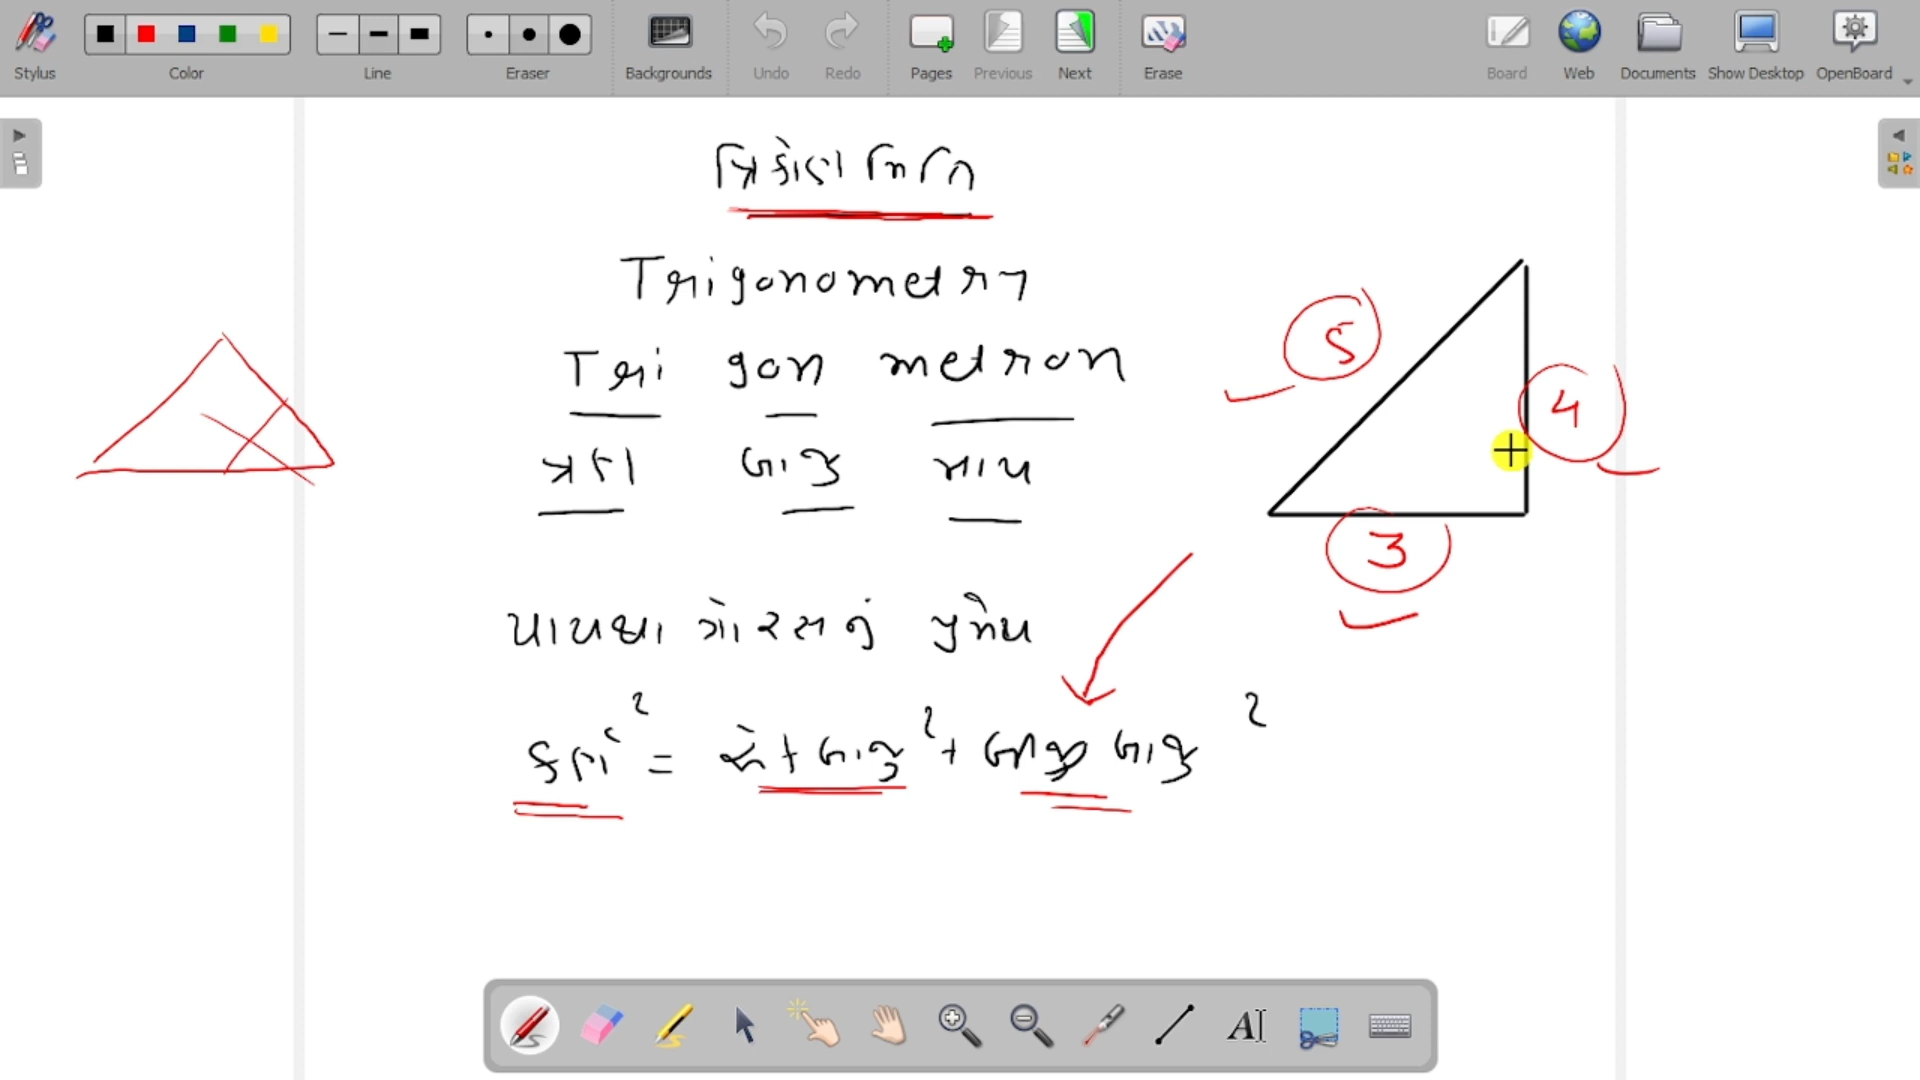 Stylus Color Line Eraser Backgrounds Undo Redo Pages Previous Next Erase Board Web Documents Show Desktop OpenBoard
ત્રિકોણમિતિ
Trigonometry
Tri gon metron
ત્રણ બાજુ માપ
પાયથાગોરસનું પ્રમેય
કર્ણ² = સા.બાજુ² + બાજુ²
5
4
3